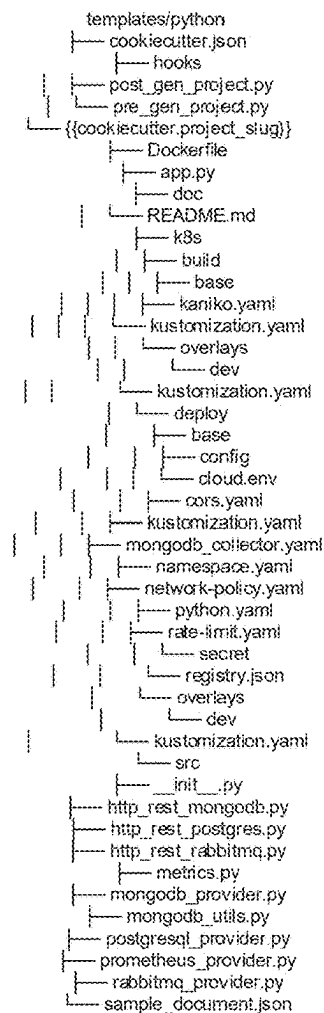 templates/python
├── cookiecutter.json
├── hooks
│ ├── post_gen_project.py
│ └── pre_gen_project.py
└── {{cookiecutter.project_slug}}
├── Dockerfile
├── app.py
├── doc
│ └── README.md
├── k8s
│ ├── build
│ │ ├── base
│ │ │ ├── kaniko.yaml
│ │ │ └── kustomization.yaml
│ │ └── overlays
│ │ └── dev
│ │ └── kustomization.yaml
│ └── deploy
│ ├── base
│ │ ├── config
│ │ │ └── cloud.env
│ │ ├── cors.yaml
│ │ ├── kustomization.yaml
│ │ ├── mongodb_collector.yaml
│ │ ├── namespace.yaml
│ │ ├── network-policy.yaml
│ │ ├── python.yaml
│ │ ├── rate-limit.yaml
│ │ └── secret
│ │ └── registry.json
│ └── overlays
│ └── dev
│ └── kustomization.yaml
└── src
├── __init__.py
├── http_rest_mongodb.py
├── http_rest_postgres.py
├── http_rest_rabbitmq.py
├── metrics.py
├── mongodb_provider.py
├── mongodb_utils.py
├── postgresql_provider.py
├── prometheus_provider.py
├── rabbitmq_provider.py
└── sample_document.json